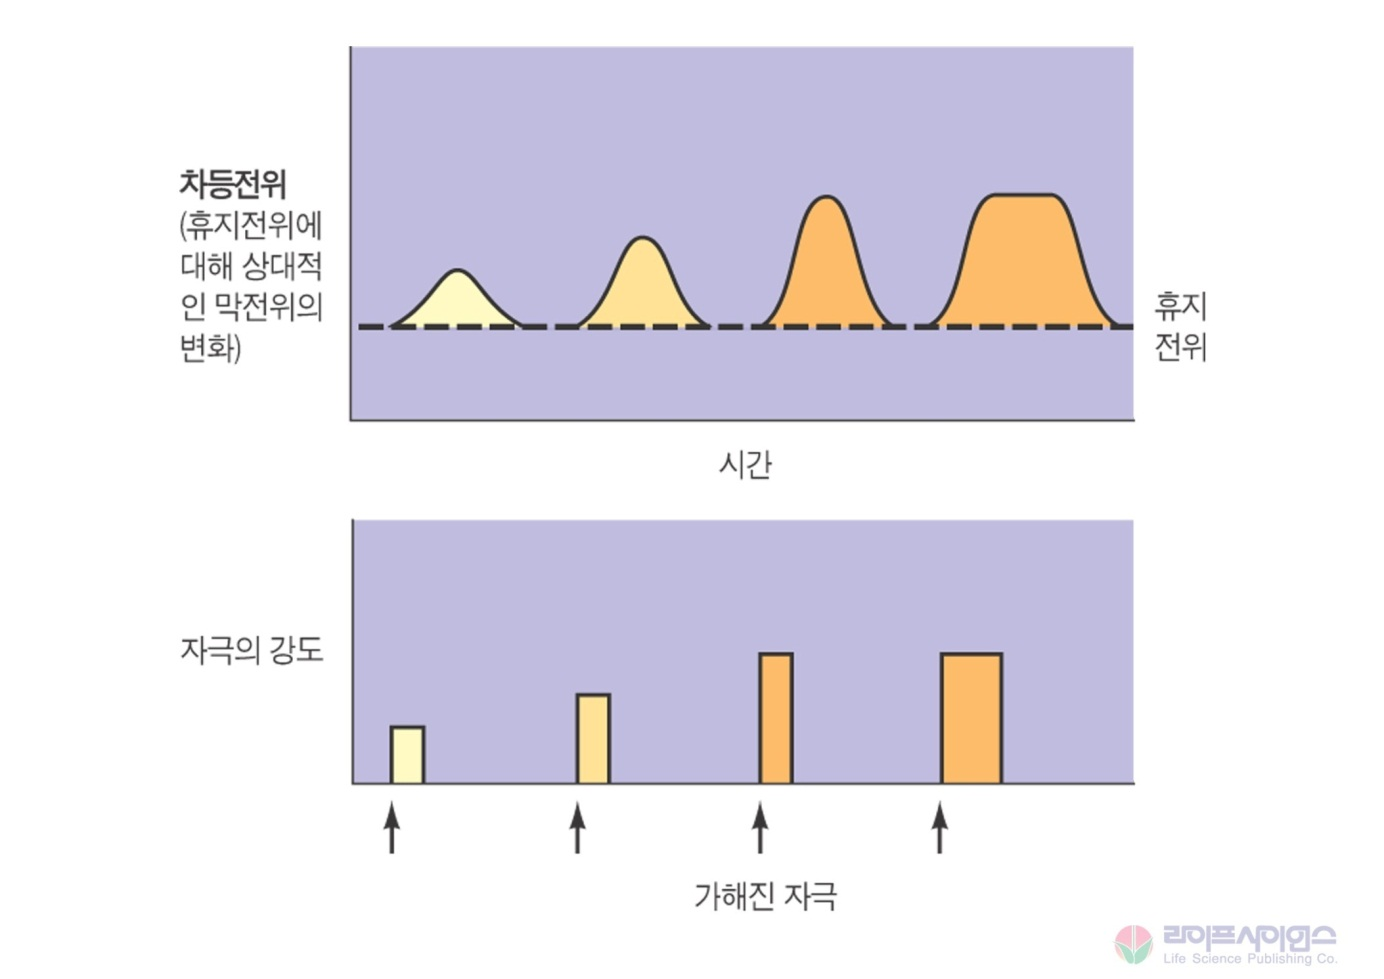 차등전위
(휴지전위에
대해 상대적
인 막전위의
변화)
휴지
전위
시간
자극의 강도
가해진 자극
라이프사이언스
Life Science Publishing Co.